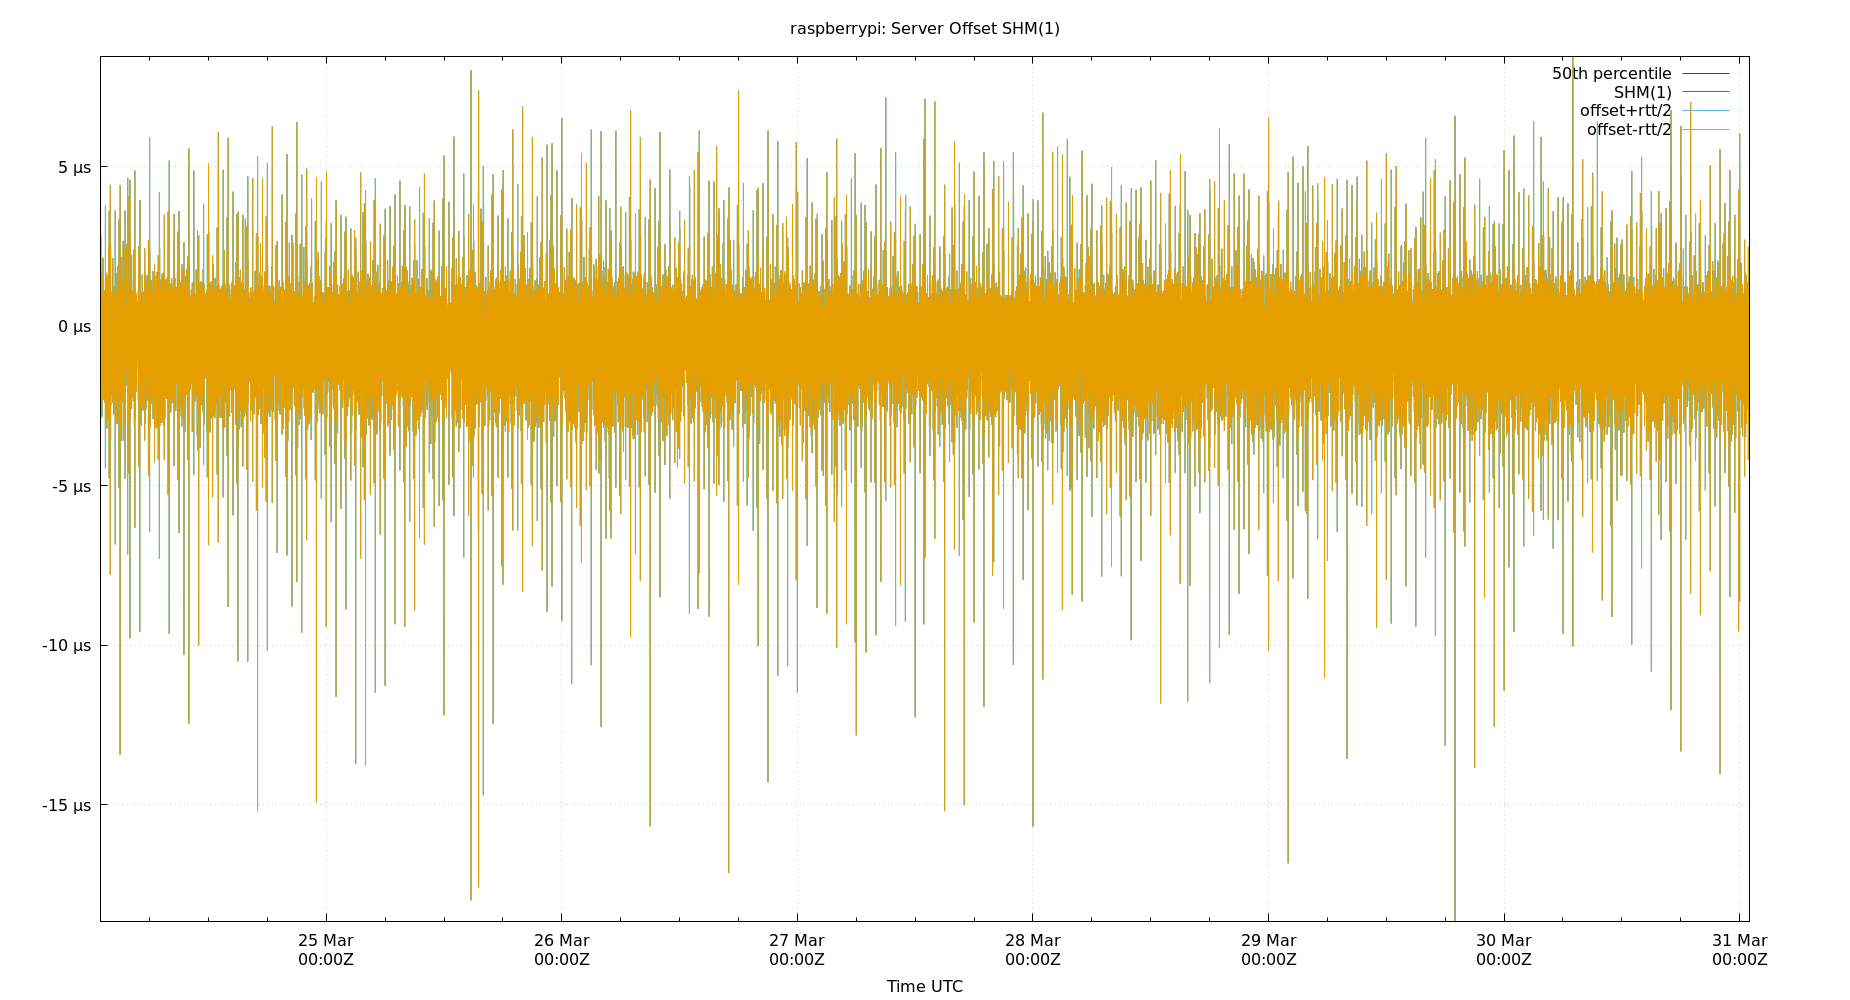 raspberrypi: Server Offset SHM(1)
50th percentile
SHM(1)
offset+rtt/2
offset-rtt/2
5 µs
0 µs
-5 µs
-10 µs
-15 µs
25 Mar 26 Mar 27 Mar 28 Mar 29 Mar 30 Mar 31 Mar
00:00Z 00:00Z 00:00Z 00:00Z 00:00Z 00:00Z 00:00Z
Time UTC